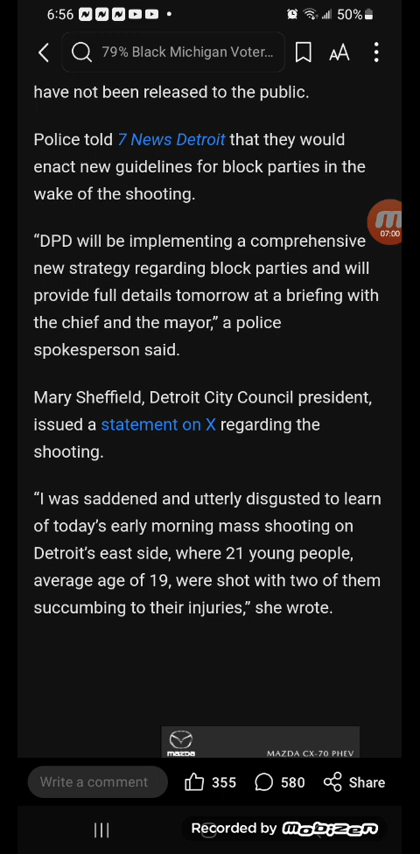 6:56
50%
79% Black Michigan Voter...
AA
have not been released to the public.
Police told 7 News Detroit that they would
enact new guidelines for block parties in the
wake of the shooting.
07:00
“DPD will be implementing a comprehensive
new strategy regarding block parties and will
provide full details tomorrow at a briefing with
the chief and the mayor,” a police
spokesperson said.
Mary Sheffield, Detroit City Council president,
issued a statement on X regarding the
shooting.
“I was saddened and utterly disgusted to learn
of today’s early morning mass shooting on
Detroit’s east side, where 21 young people,
average age of 19, were shot with two of them
succumbing to their injuries,” she wrote.
mazda
MAZDA CX-70 PHEV
Write a comment
355
580
Share
Recorded by mobizen